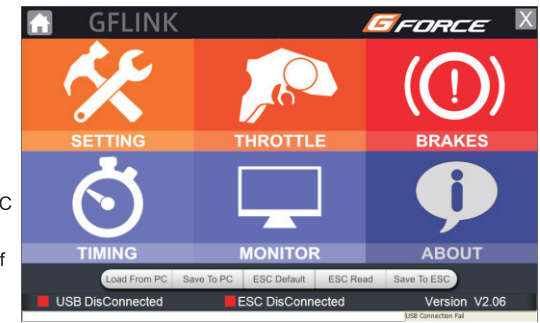 GFLINK GFORCE X
SETTING THROTTLE BRAKES
C
f
TIMING MONITOR ABOUT
Load From PC Save To PC ESC Default ESC Read Save To ESC
USB DisConnected ESC DisConnected Version V2.06
USB Connection Fail